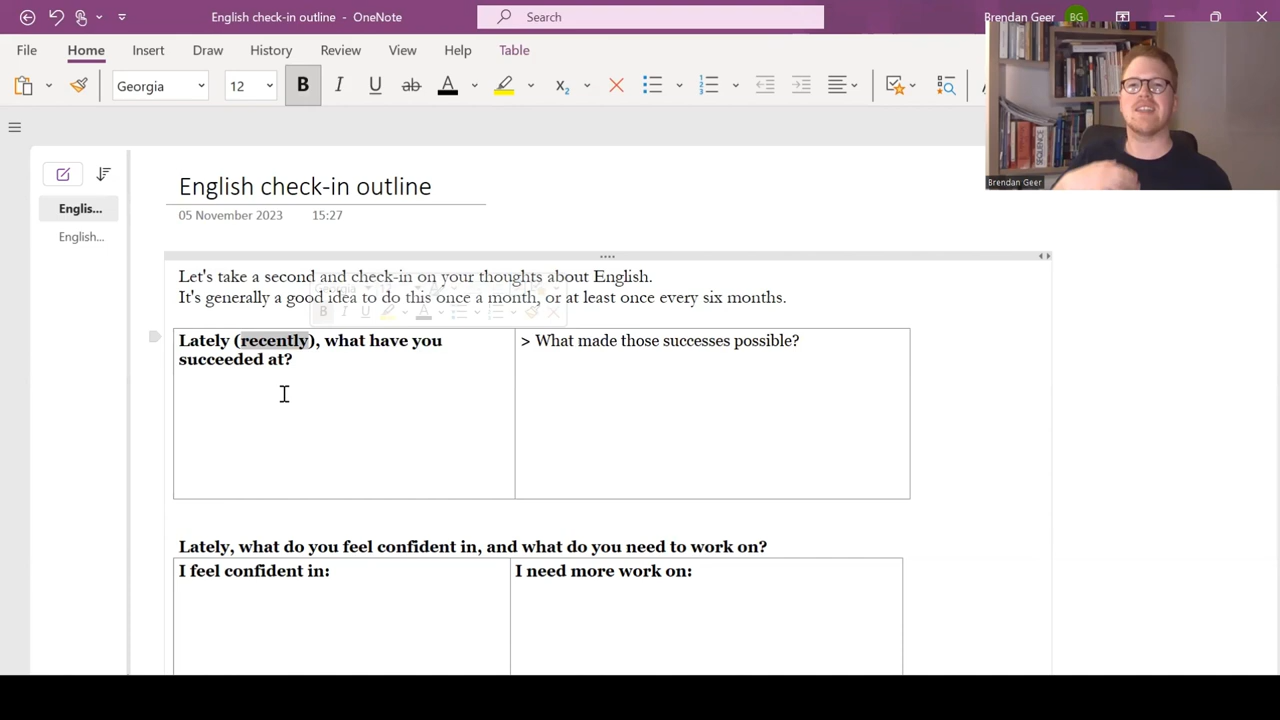 English check-in outline - OneNote
Search
Brendan Geer
BG
File
Home
Insert
Draw
History
Review
View
Help
Table
Georgia
12
B
I
U
ab
A
x₂
Englis...
English...
English check-in outline
05 November 2023 15:27
Let's take a second and check-in on your thoughts about English.
It's generally a good idea to do this once a month, or at least once every six months.
Lately (recently), what have you
succeeded at?
> What made those successes possible?
Lately, what do you feel confident in, and what do you need to work on?
I feel confident in:
I need more work on:
Brendan Geer
SEQUENCE